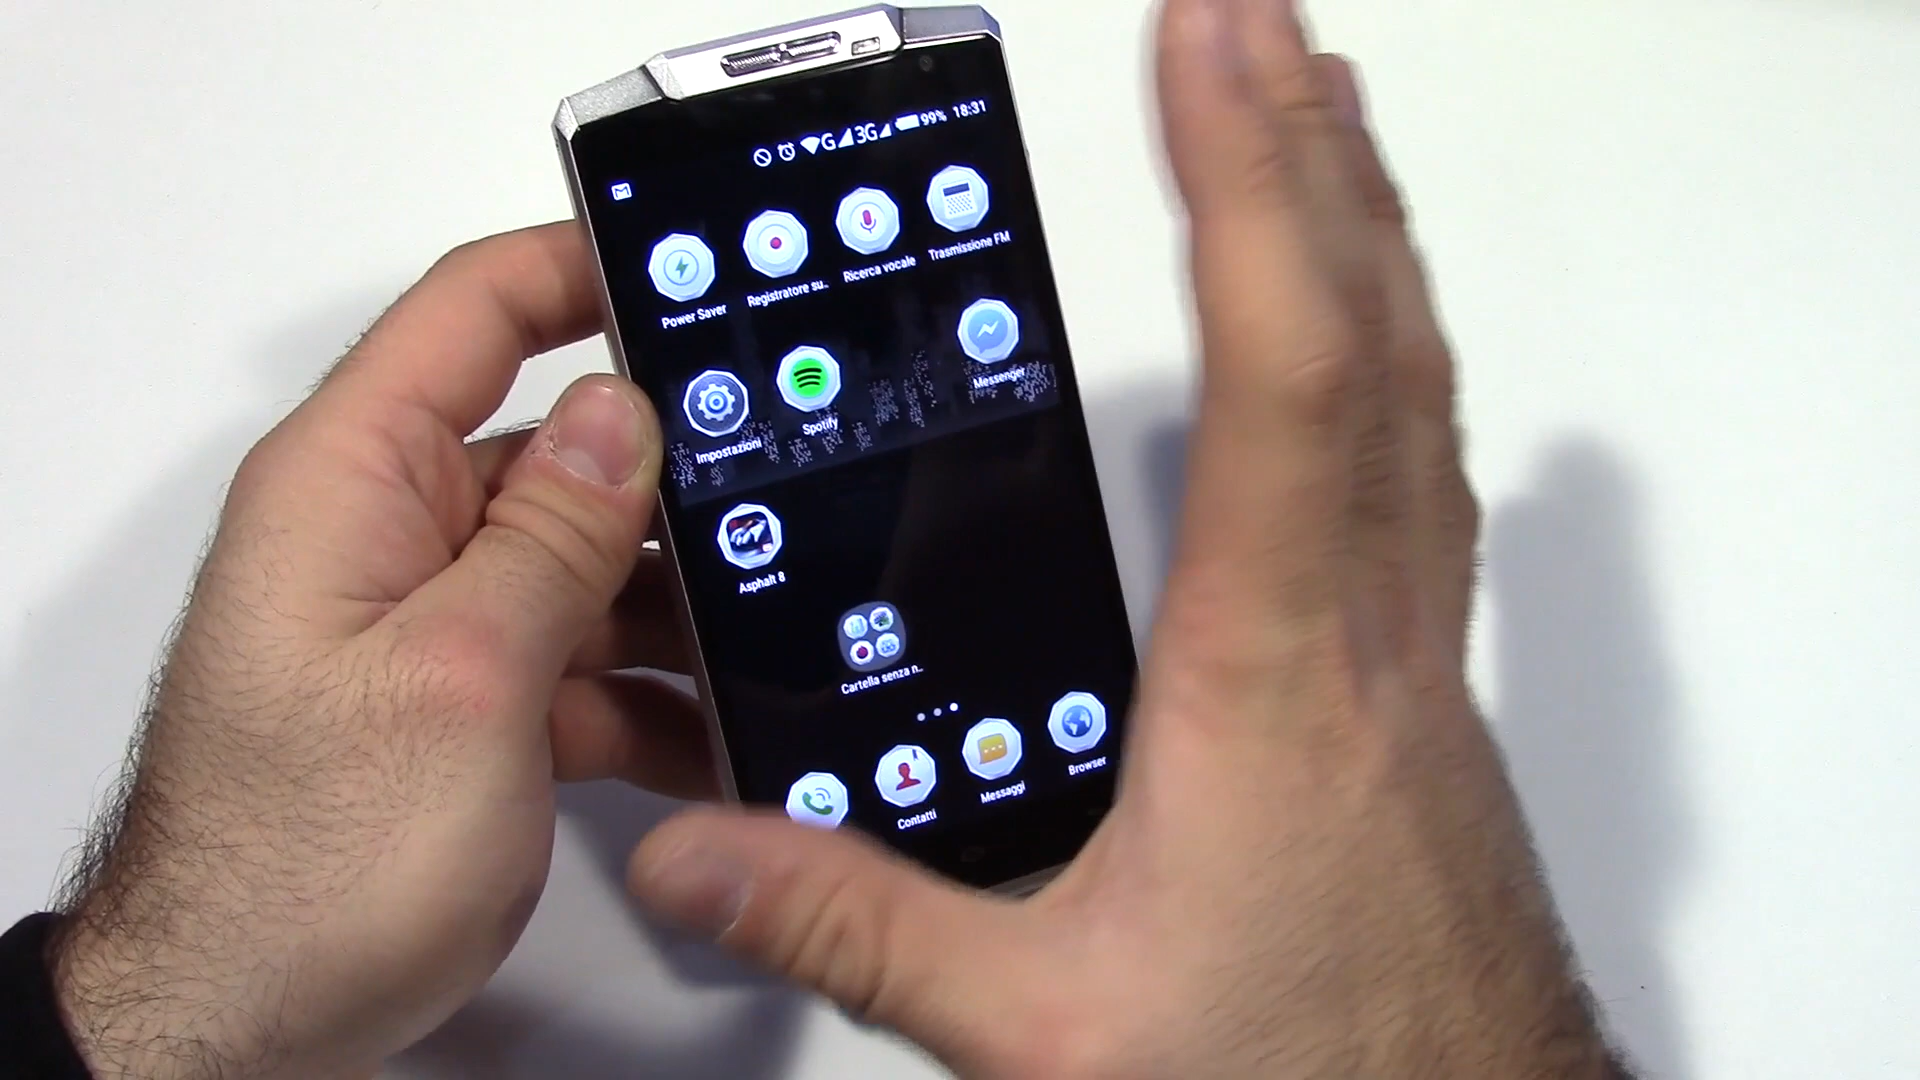 G 3G 99% 18:31
Power Saver
Registratore su..
Ricerca vocale
Trasmissione FM
Impostazioni
Spotify
Messenger
Asphalt 8
Cartella senza n..
Contatti
Messaggi
Browser